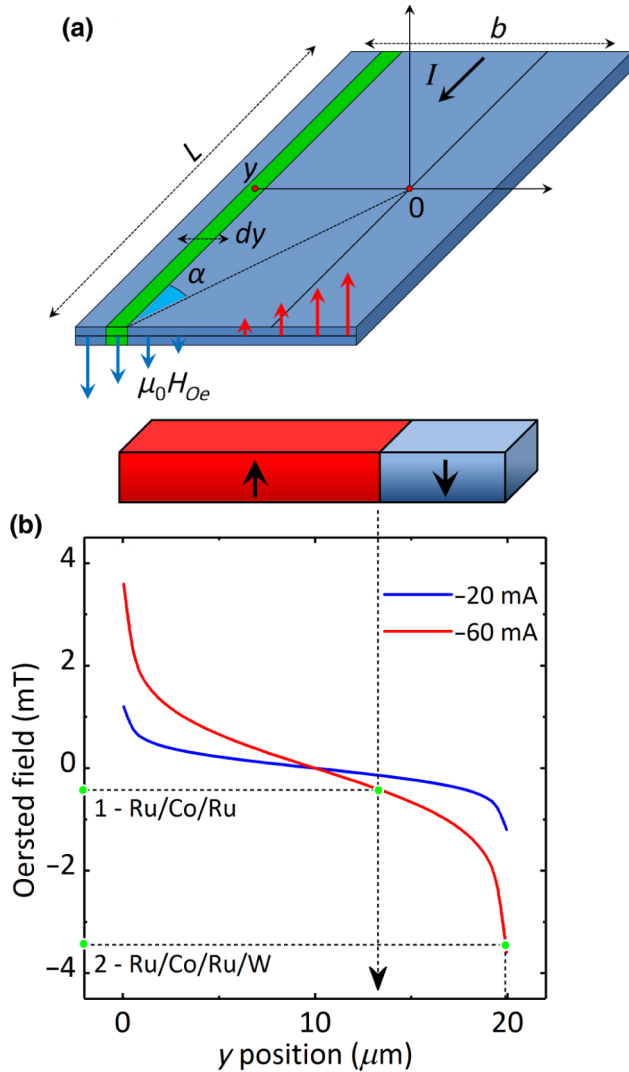 (a)
b
I
L
y
0
dy
α
μ₀H_Oe
(b)
4
2
0
−2
−4
Oersted field (mT)
−20 mA
−60 mA
1 - Ru/Co/Ru
2 - Ru/Co/Ru/W
0 10 20
y position (μm)